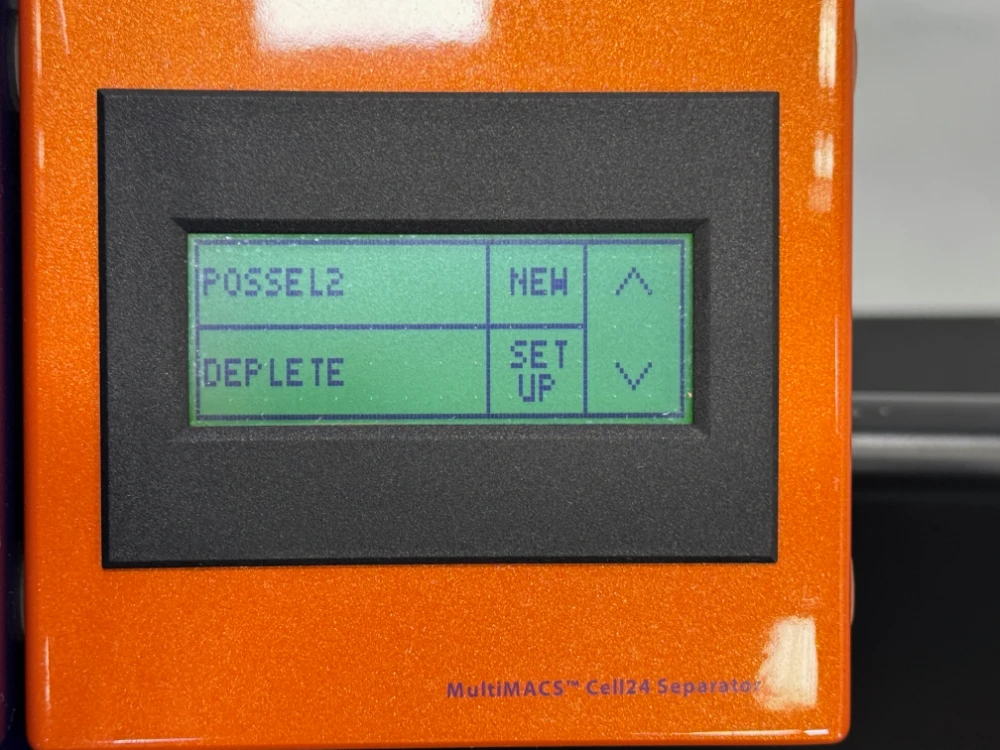 POSSEL2
NEW
DEPLETE
SET
UP
MultiMACS™ Cell24 Separator